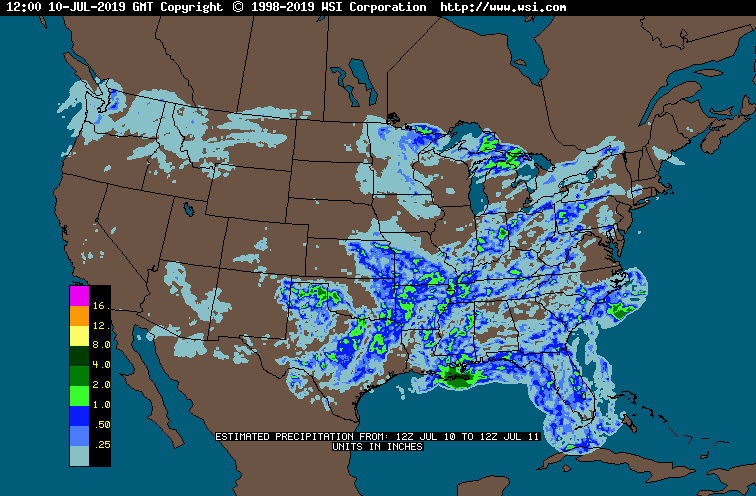 12:00 10-JUL-2019 GMT Copyright © 1998-2019 WSI Corporation http://www.wsi.com
16.
12.
8.0
4.0
2.0
1.0
.50
.25
ESTIMATED PRECIPITATION FROM: 12Z JUL 10 TO 12Z JUL 11
UNITS IN INCHES